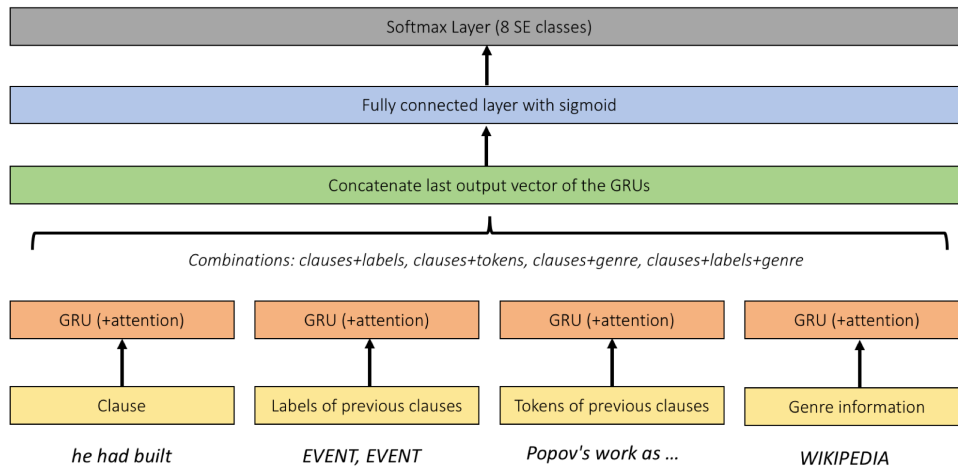 Softmax Layer (8 SE classes)
Fully connected layer with sigmoid
Concatenate last output vector of the GRUs
Combinations: clauses+labels, clauses+tokens, clauses+genre, clauses+labels+genre
GRU (+attention) GRU (+attention) GRU (+attention) GRU (+attention)
Clause Labels of previous clauses Tokens of previous clauses Genre information
he had built EVENT, EVENT Popov's work as ... WIKIPEDIA